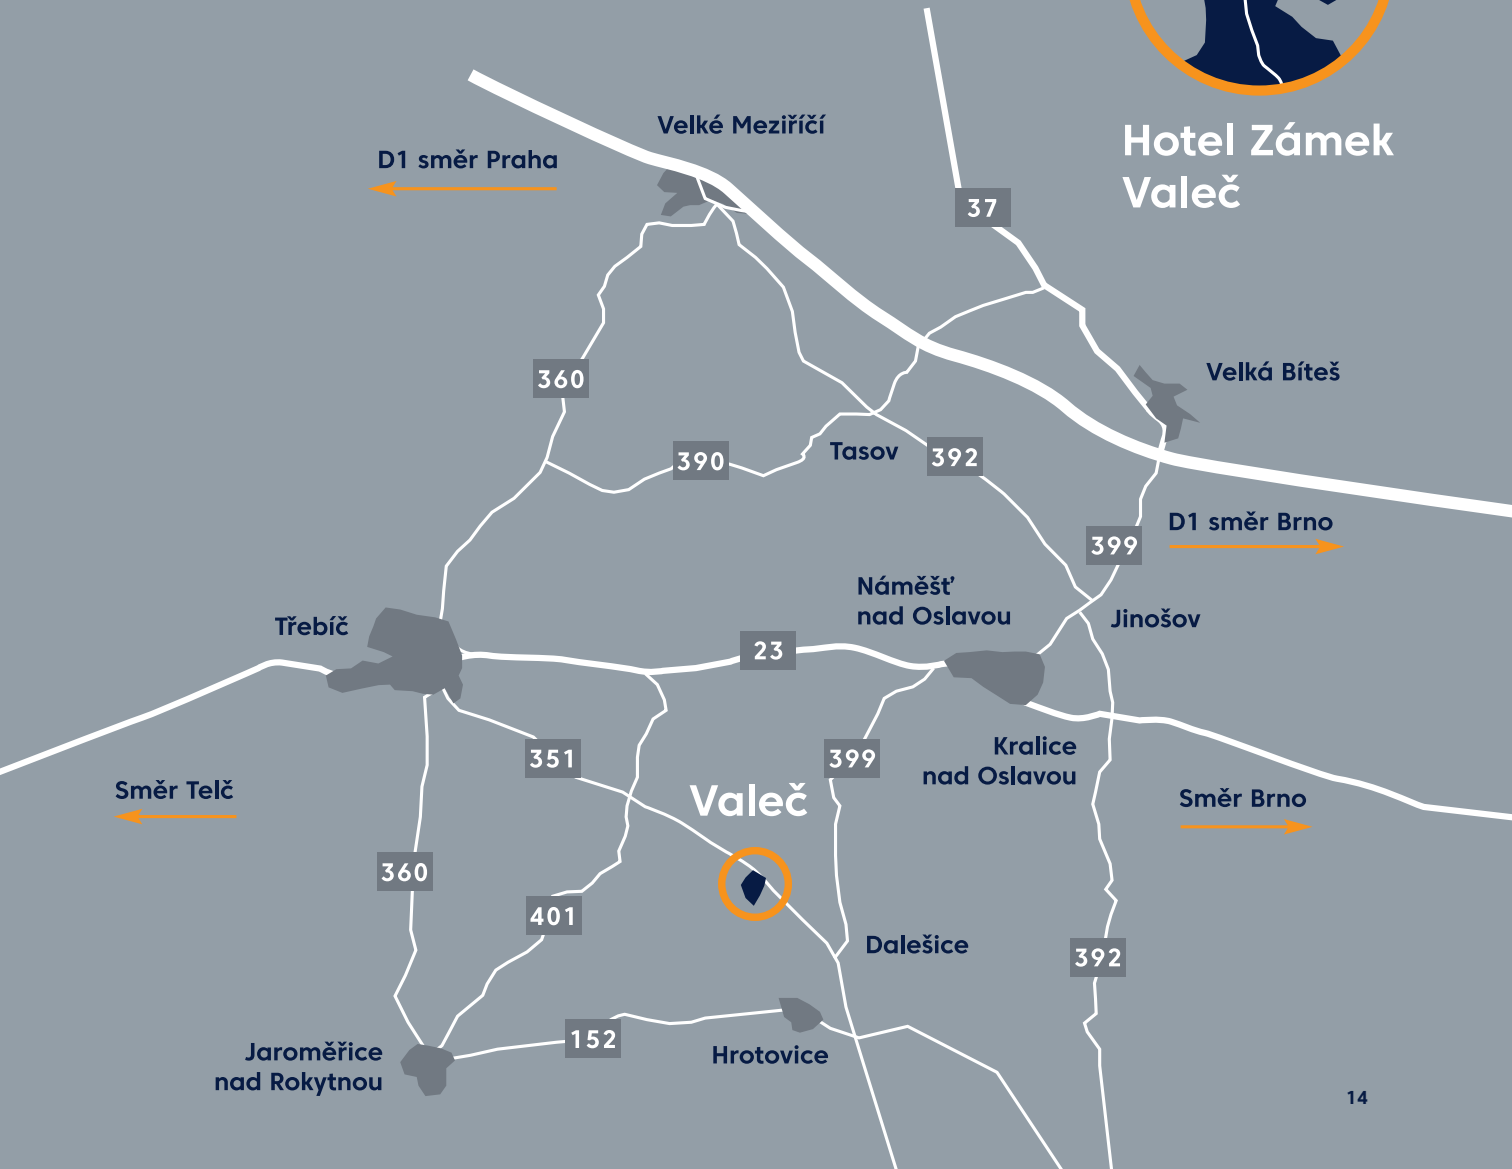 Velké Meziříčí
D1 směr Praha
Hotel Zámek
Valeč
37
360
Velká Bíteš
390
Tasov
392
D1 směr Brno
399
Náměšť
nad Oslavou
Jinošov
Třebíč
23
351
399
Kralice
nad Oslavou
Směr Telč
Valeč
Směr Brno
360
401
Dalešice
392
152
Jaroměřice
nad Rokytnou
Hrotovice
14